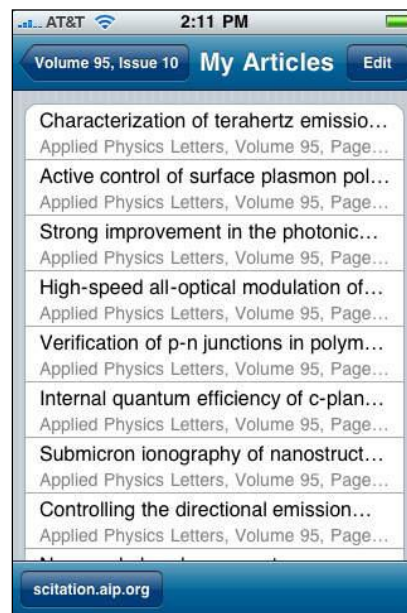 AT&T 2:11 PM
Volume 95, Issue 10 My Articles Edit
Characterization of terahertz emissio...
Applied Physics Letters, Volume 95, Page...
Active control of surface plasmon pol...
Applied Physics Letters, Volume 95, Page...
Strong improvement in the photonic...
Applied Physics Letters, Volume 95, Page...
High-speed all-optical modulation of...
Applied Physics Letters, Volume 95, Page...
Verification of p-n junctions in polym...
Applied Physics Letters, Volume 95, Page...
Internal quantum efficiency of c-plan...
Applied Physics Letters, Volume 95, Page...
Submicron ionography of nanostruct...
Applied Physics Letters, Volume 95, Page...
Controlling the directional emission...
Applied Physics Letters, Volume 95, Page...
scitation.aip.org